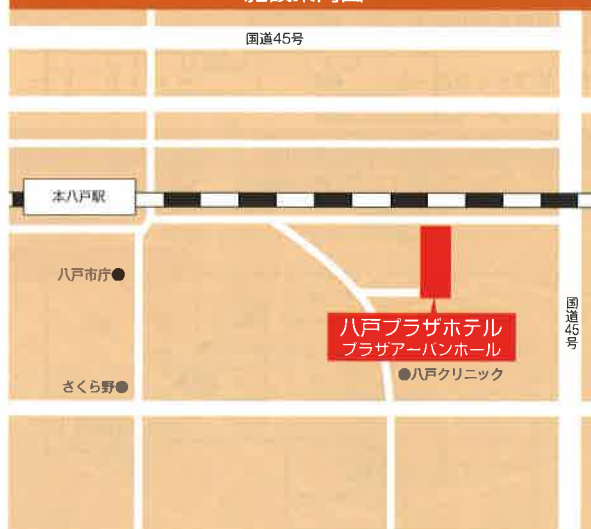 国道45号
本八戸駅
八戸市庁
国道45号
八戸プラザホテル
プラザアーバンホール
八戸クリニック
さくら野